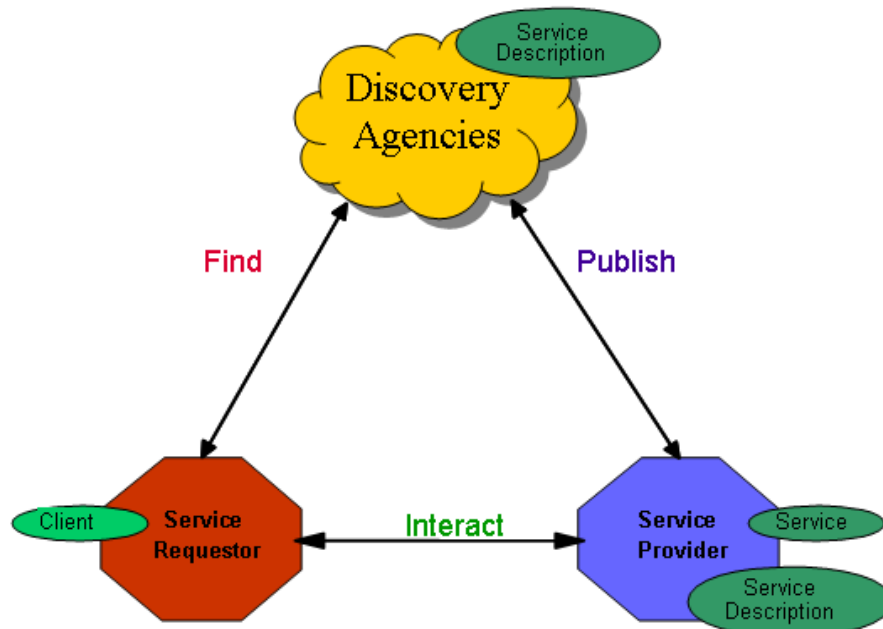 Service
Description
Discovery
Agencies
Find
Publish
Client
Service
Requestor
Interact
Service
Provider
Service
Service
Description